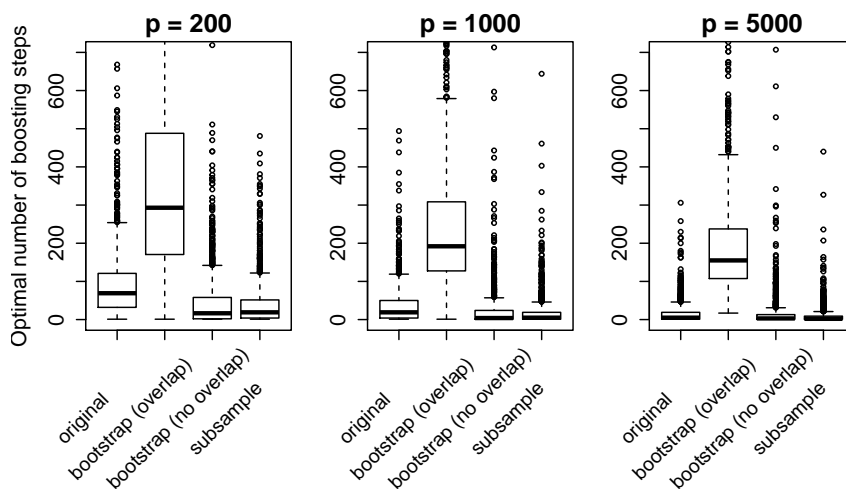 p = 200
p = 1000
p = 5000
Optimal number of boosting steps
0
200
400
600
original
bootstrap (overlap)
bootstrap (no overlap)
subsample
0
200
400
600
original
bootstrap (overlap)
bootstrap (no overlap)
subsample
0
200
400
600
original
bootstrap (overlap)
bootstrap (no overlap)
subsample